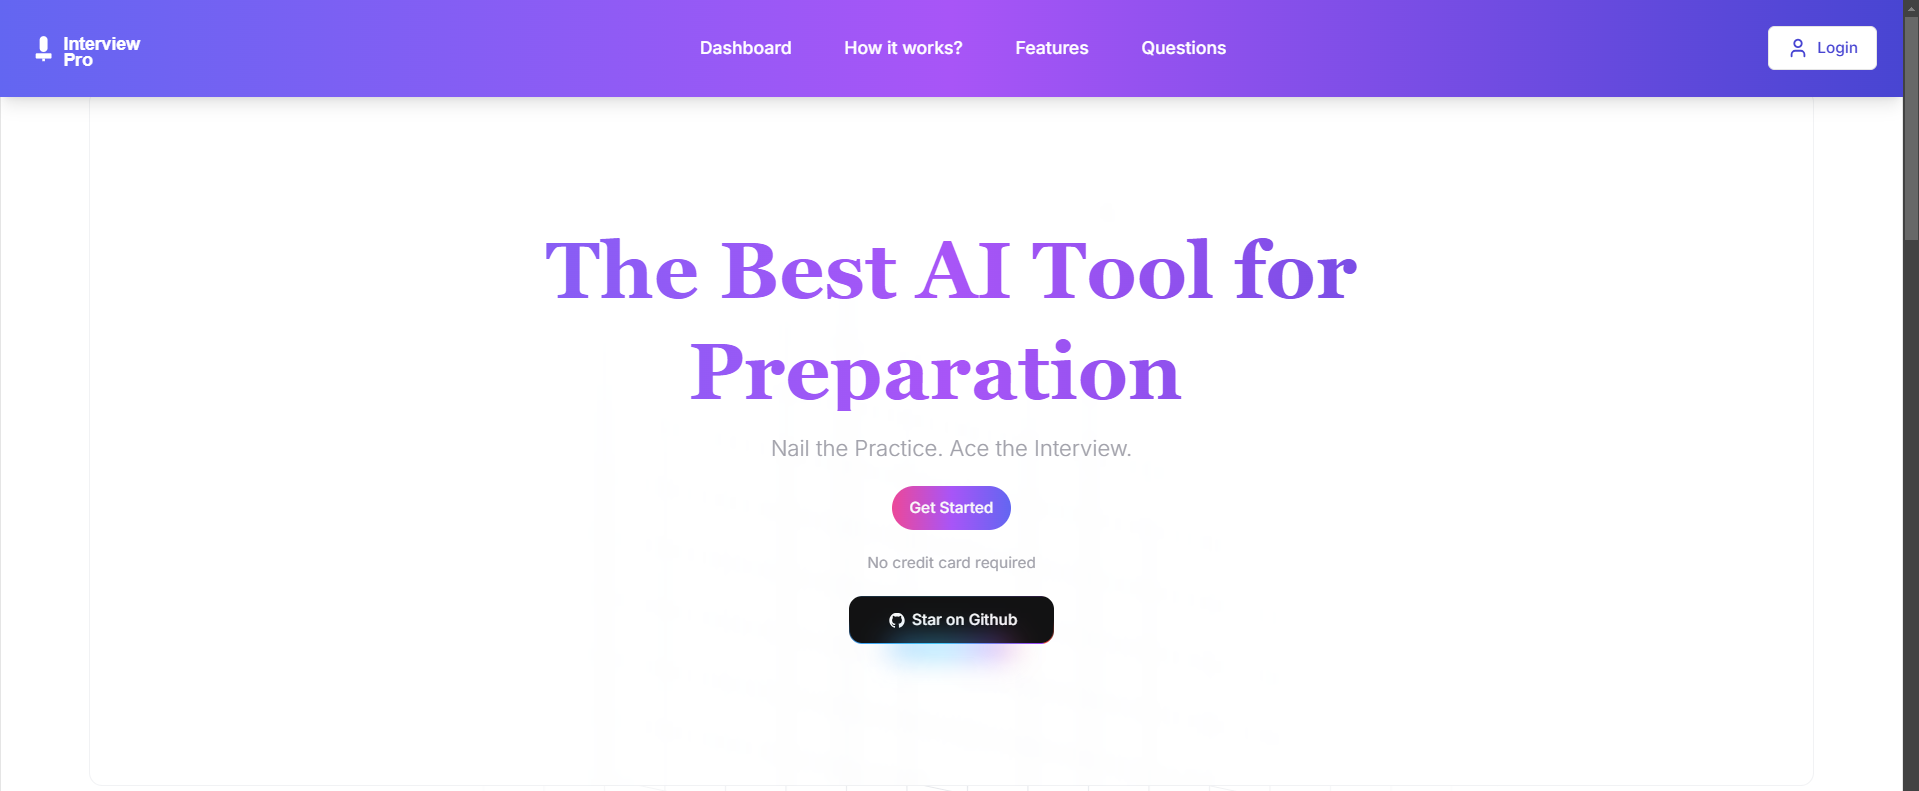 Interview
Pro
Dashboard
How it works?
Features
Questions
Login
The Best AI Tool for
Preparation
Nail the Practice. Ace the Interview.
Get Started
No credit card required
Star on Github